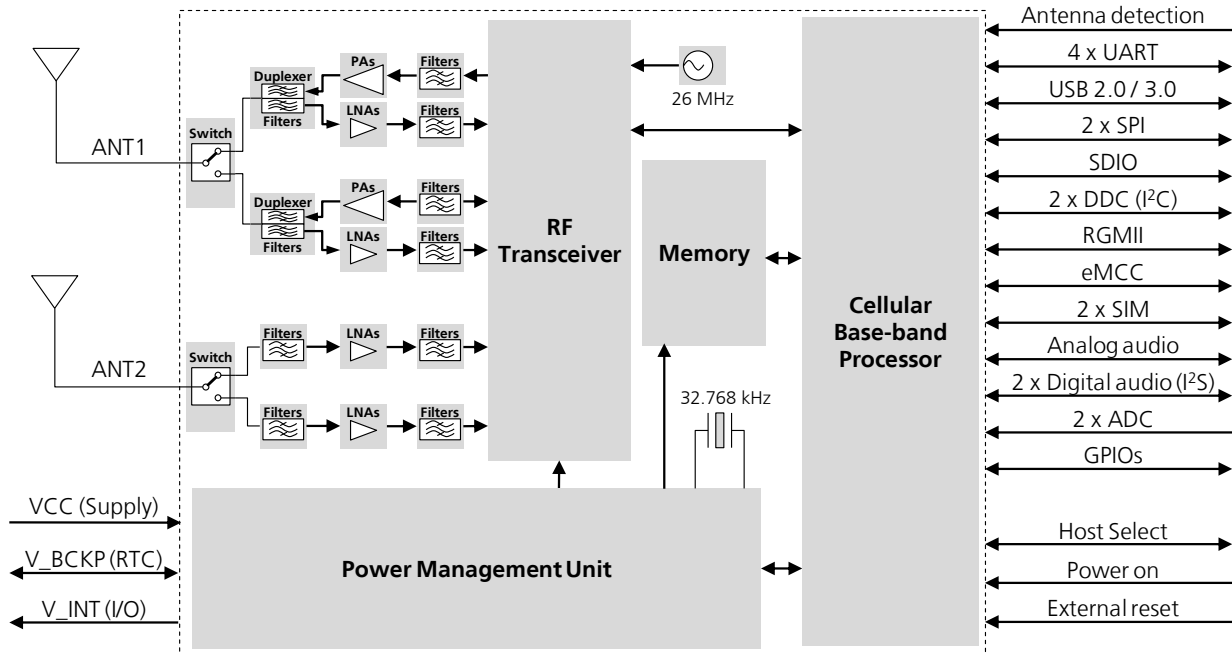 Antenna detection
4 x UART
USB 2.0 / 3.0
2 x SPI
SDIO
2 x DDC (I²C)
RGMII
eMCC
2 x SIM
Analog audio
2 x Digital audio (I²S)
2 x ADC
GPIOs
Host Select
Power on
External reset
ANT1
Switch
Duplexer
Filters
PAs
Filters
LNAs
Filters
Duplexer
Filters
PAs
Filters
LNAs
Filters
ANT2
Switch
Filters
LNAs
Filters
Filters
LNAs
Filters
RF
Transceiver
26 MHz
Memory
32.768 kHz
Cellular
Base-band
Processor
VCC (Supply)
V_BCKP (RTC)
V_INT (I/O)
Power Management Unit